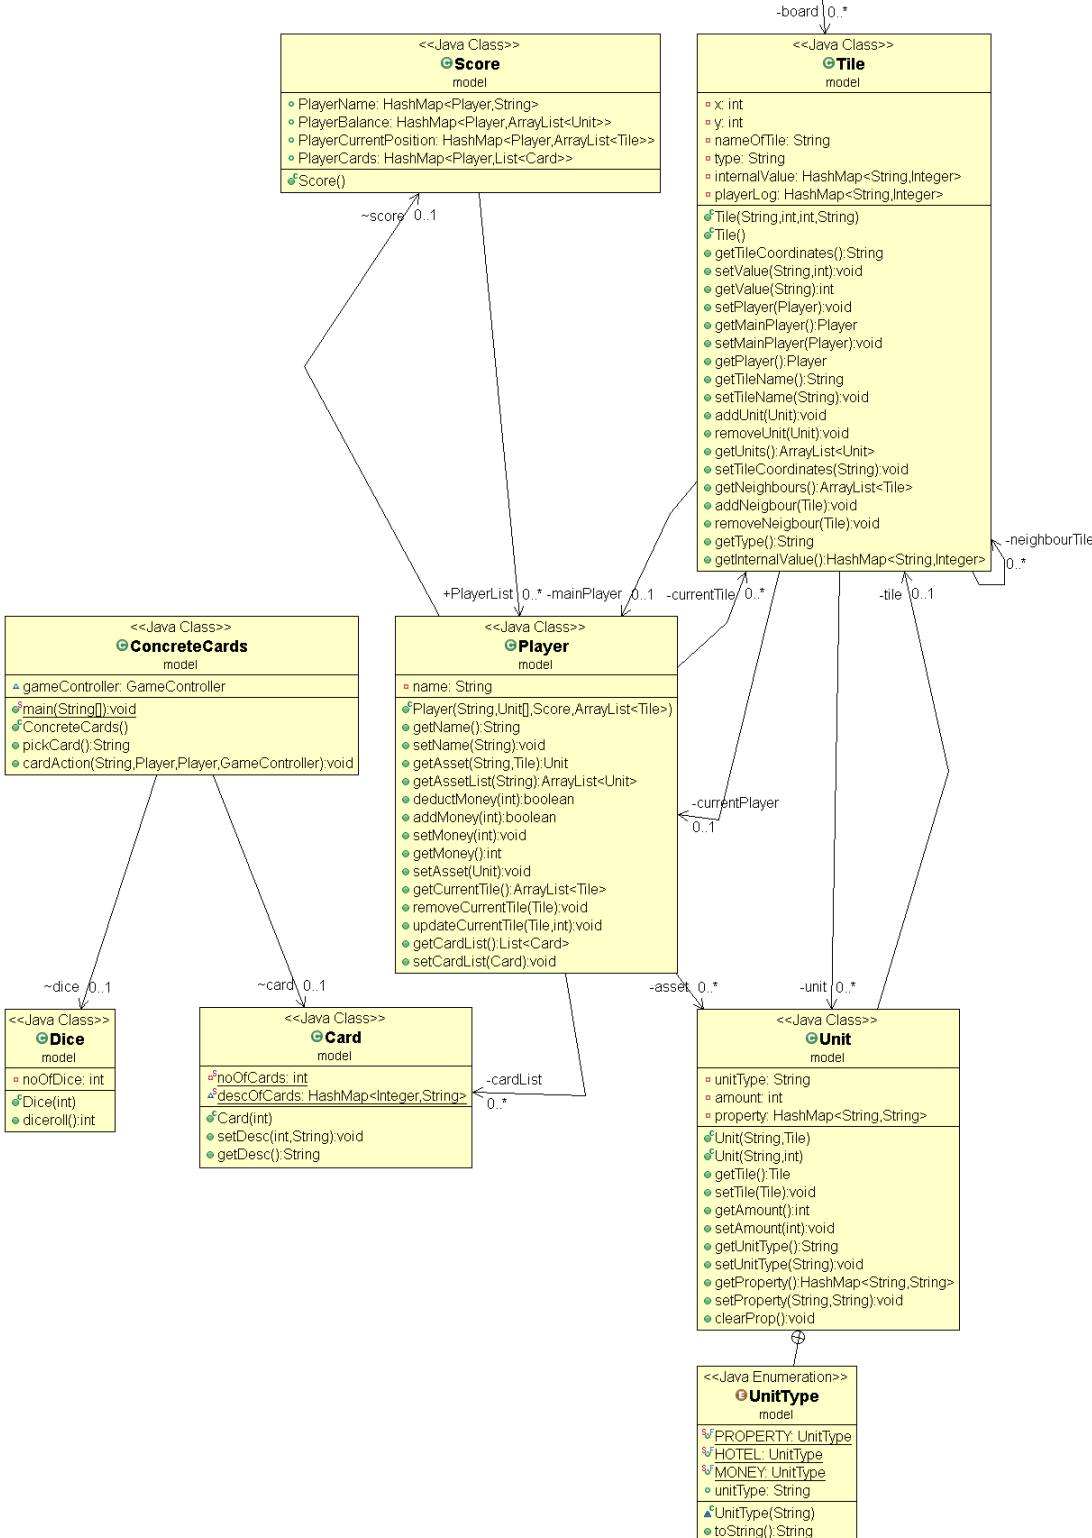 -board 0..*
<<Java Class>>
Score
model
PlayerName: HashMap<Player,String>
PlayerBalance: HashMap<Player,ArrayList<Unit>>
PlayerCurrentPosition: HashMap<Player,ArrayList<Tile>>
PlayerCards: HashMap<Player,List<Card>>
Score()
<<Java Class>>
Tile
model
x: int
y: int
nameOfTile: String
type: String
internalValue: HashMap<String,Integer>
playerLog: HashMap<String,Integer>
Tile(String,int,int,String)
Tile()
getTileCoordinates():String
setValue(String,int):void
getValue(String):int
setPlayer(Player):void
getMainPlayer():Player
setMainPlayer(Player):void
getPlayer():Player
getTileName():String
setTileName(String):void
addUnit(Unit):void
removeUnit(Unit):void
getUnits():ArrayList<Unit>
setTileCoordinates(String):void
getNeighbours():ArrayList<Tile>
addNeigbour(Tile):void
removeNeigbour(Tile):void
getType():String
getInternalValue():HashMap<String,Integer>
~score 0..1
-neighbourTile
0..*
+PlayerList 0..*
-mainPlayer 0..1
-currentTile 0..*
-tile 0..1
<<Java Class>>
ConcreteCards
model
gameController: GameController
main(String[]):void
ConcreteCards()
pickCard():String
cardAction(String,Player,Player,GameController):void
<<Java Class>>
Player
model
name: String
Player(String,Unit[],Score,ArrayList<Tile>)
getName():String
setName(String):void
getAsset(String,Tile):Unit
getAssetList(String):ArrayList<Unit>
deductMoney(int):boolean
addMoney(int):boolean
setMoney(int):void
getMoney():int
setAsset(Unit):void
getCurrentTile():ArrayList<Tile>
removeCurrentTile(Tile):void
updateCurrentTile(Tile,int):void
getCardList():List<Card>
setCardList(Card):void
-currentPlayer
0..1
~dice 0..1
~card 0..1
-asset 0..*
-unit 0..*
<<Java Class>>
Dice
model
noOfDice: int
Dice(int)
diceroll():int
<<Java Class>>
Card
model
noOfCards: int
descOfCards: HashMap<Integer,String>
Card(int)
setDesc(int,String):void
getDesc():String
-cardList
0..*
<<Java Class>>
Unit
model
unitType: String
amount: int
property: HashMap<String,String>
Unit(String,Tile)
Unit(String,int)
getTile():Tile
setTile(Tile):void
getAmount():int
setAmount(int):void
getUnitType():String
setUnitType(String):void
getProperty():HashMap<String,String>
setProperty(String,String):void
clearProp():void
<<Java Enumeration>>
UnitType
model
PROPERTY: UnitType
HOTEL: UnitType
MONEY: UnitType
unitType: String
UnitType(String)
toString():String